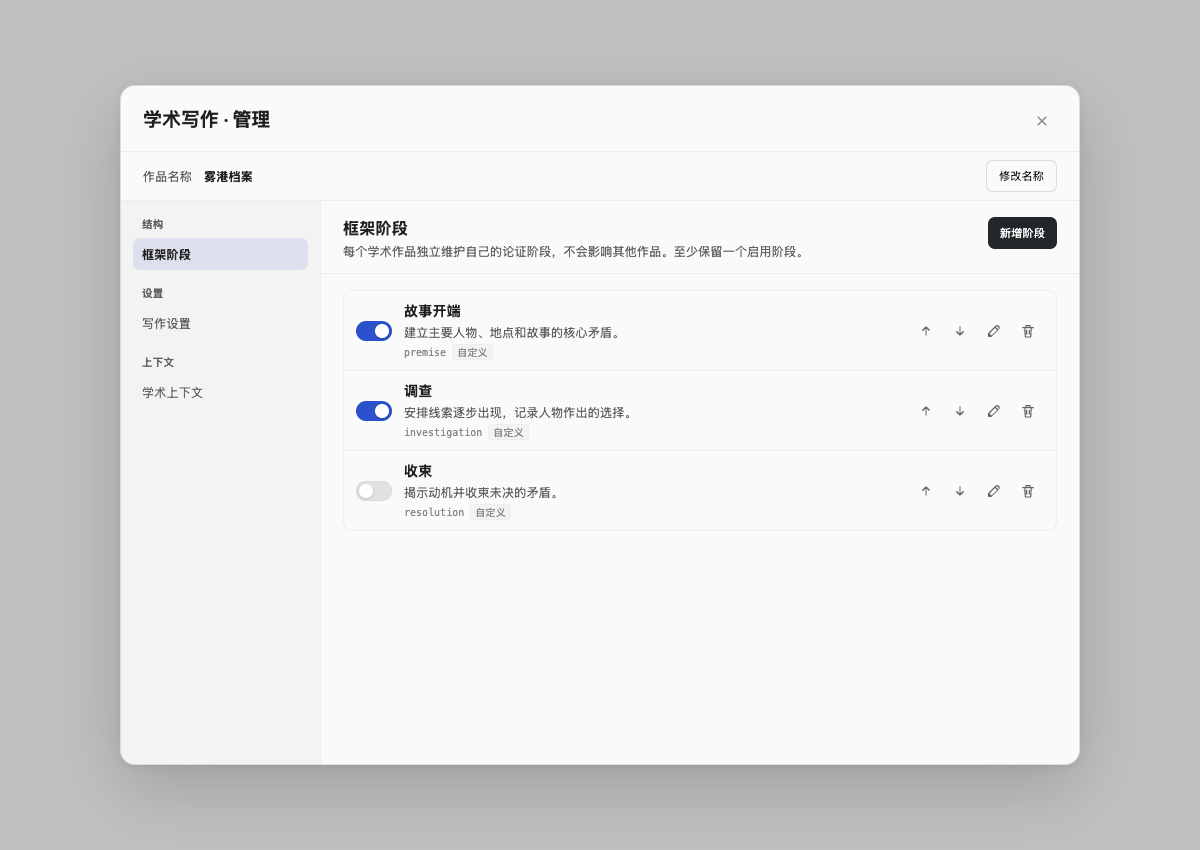 学术写作 · 管理
作品名称 雾港档案
修改名称
结构
框架阶段
设置
写作设置
上下文
学术上下文
框架阶段
每个学术作品独立维护自己的论证阶段，不会影响其他作品。至少保留一个启用阶段。
新增阶段
故事开端
建立主要人物、地点和故事的核心矛盾。
premise 自定义
调查
安排线索逐步出现，记录人物作出的选择。
investigation 自定义
收束
揭示动机并收束未决的矛盾。
resolution 自定义